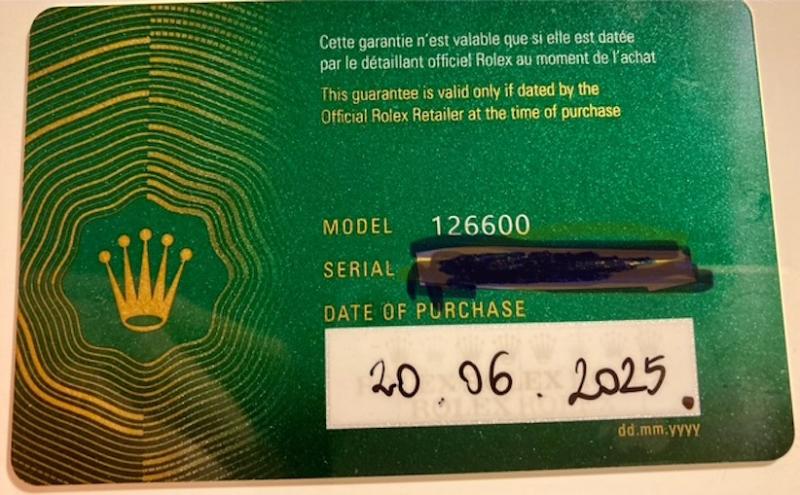 Cette garantie n'est valable que si elle est datée
par le détaillant officiel Rolex au moment de l'achat
This guarantee is valid only if dated by the
Official Rolex Retailer at the time of purchase
MODEL 126600
SERIAL
DATE OF PURCHASE
20.06.2025.
dd.mm.yyyy